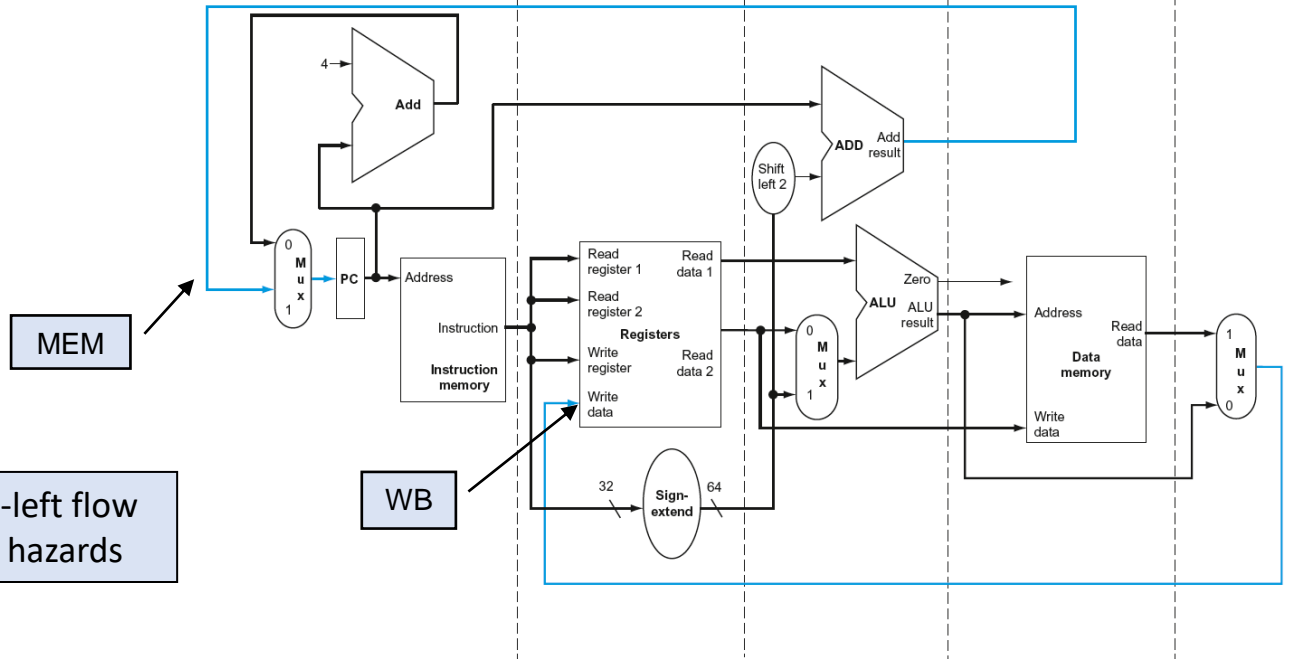 4
Add
ADD
Add
result
Shift
left 2
0
M
u
x
1
PC
Address
Instruction
Instruction
memory
Read
register 1
Read
register 2
Write
register
Write
data
Registers
Read
data 1
Read
data 2
0
M
u
x
1
Zero
ALU
ALU
result
Address
Read
data
Data
memory
Write
data
1
M
u
x
0
MEM
WB
32
Sign-
extend
64
-left flow
hazards